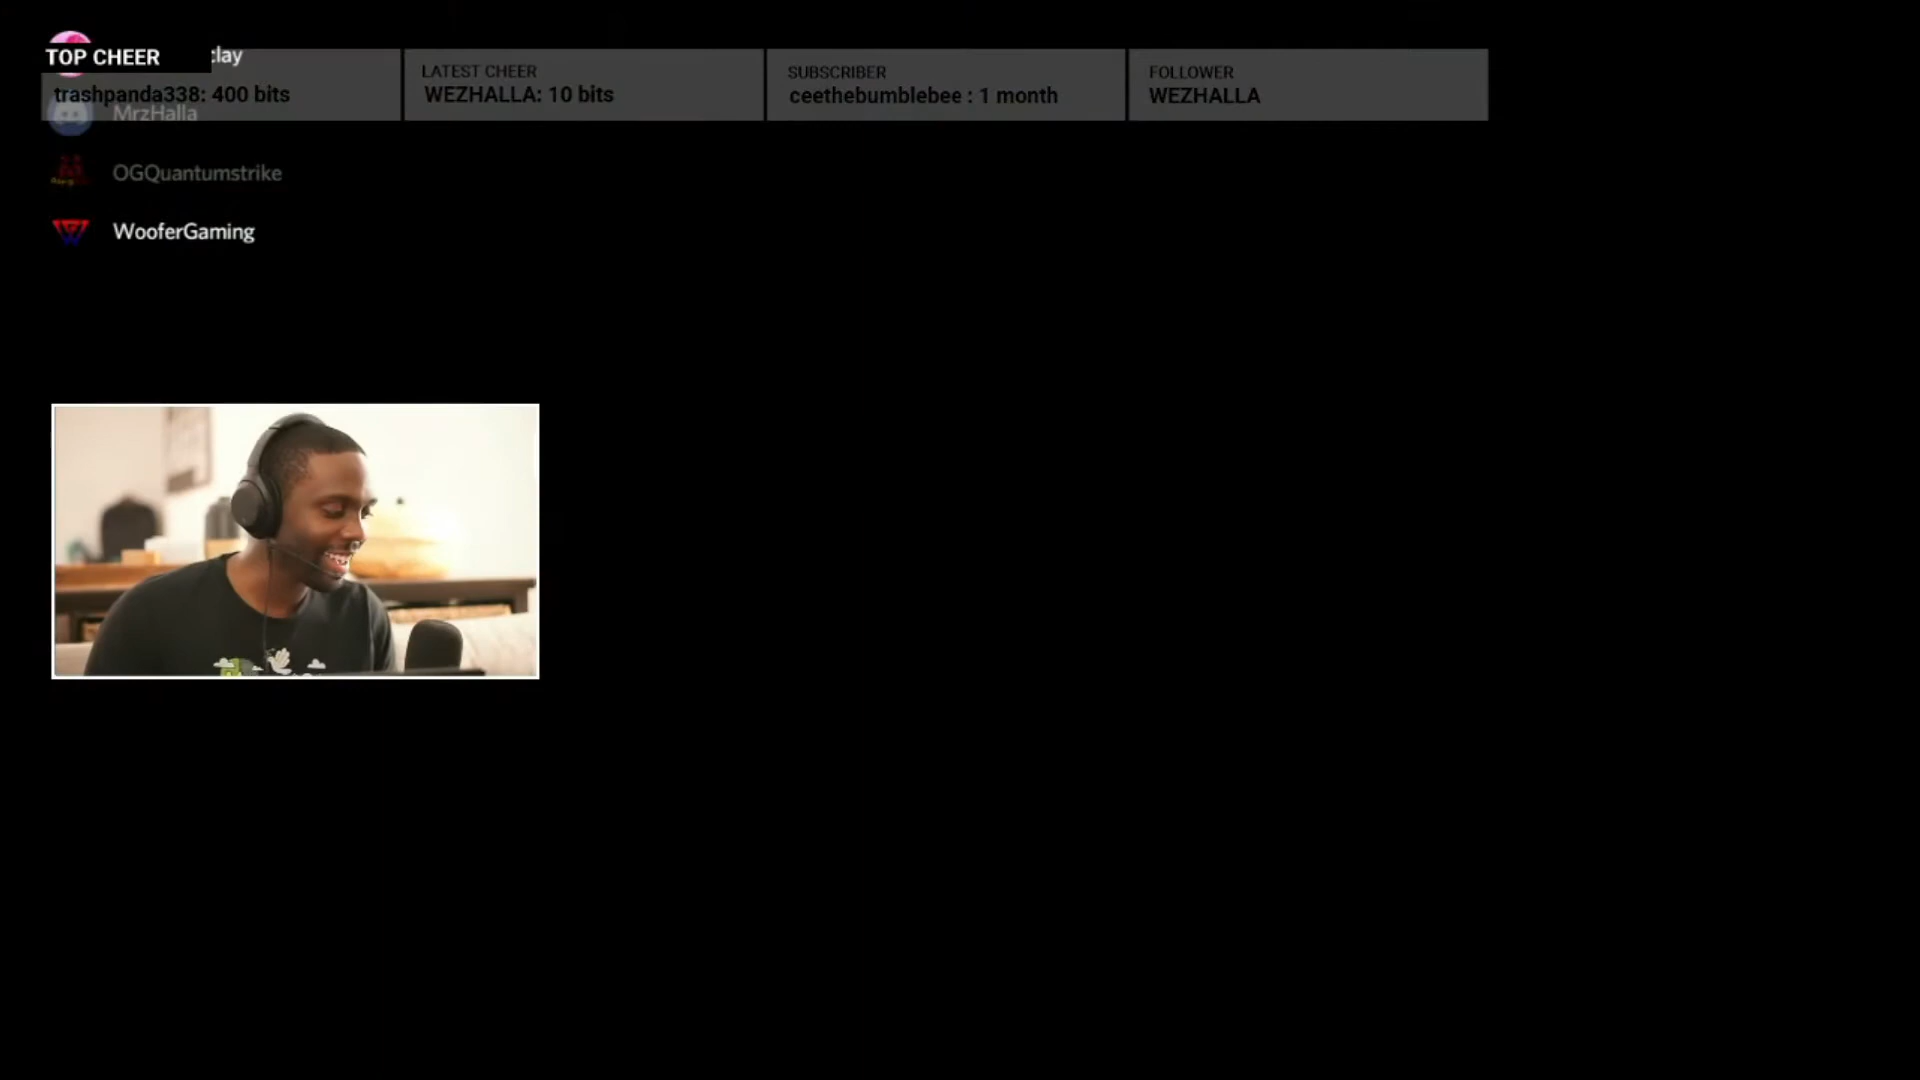 TOP CHEER
clay
trashpanda338: 400 bits
LATEST CHEER
WEZHALLA: 10 bits
SUBSCRIBER
ceethebumblebee : 1 month
FOLLOWER
WEZHALLA
MrzHalla
OGQuantumstrike
WooferGaming